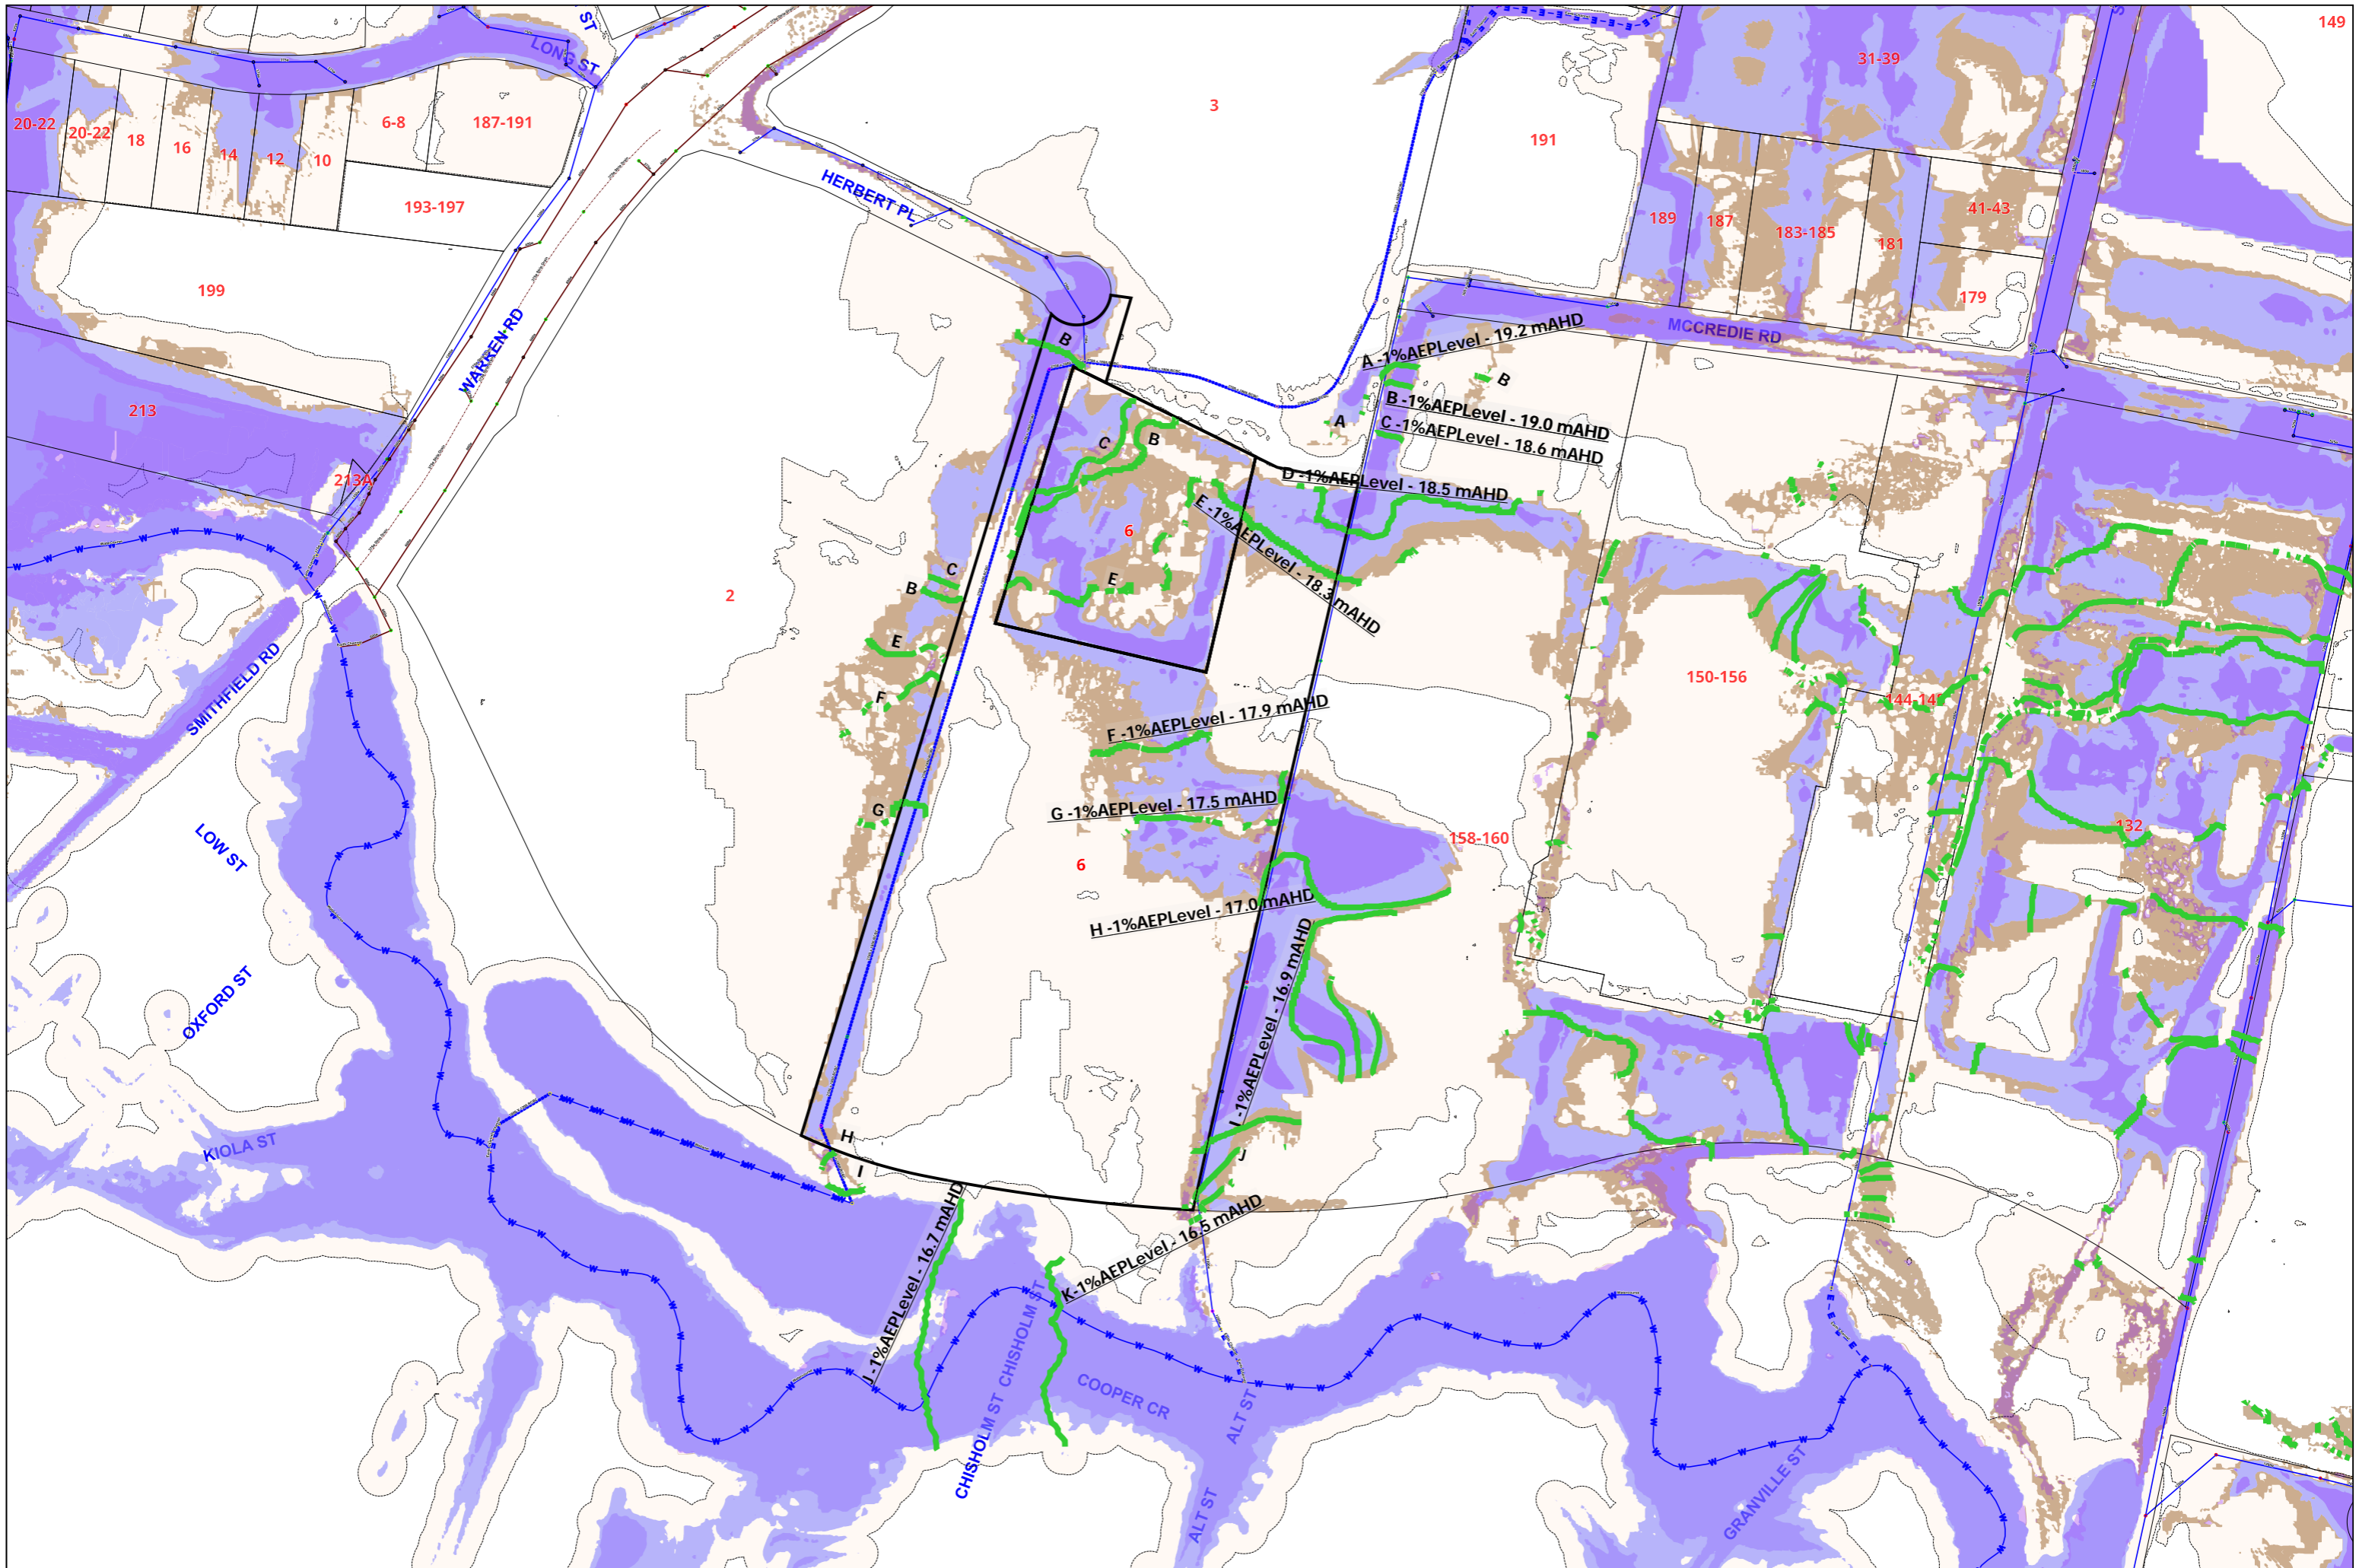 LONG ST
ST
149
31-39
3
20-22
20-22
18
16
14
12
10
6-8
187-191
191
HERBERT PL
193-197
189
187
183-185
181
41-43
199
179
WARREN RD
A -1%AEPLevel - 19.2 mAHD
MCCREDIE RD
B
B
213
B -1%AEPLevel - 19.0 mAHD
A
C -1%AEPLevel - 18.6 mAHD
C
B
213A
D -1%AEPLevel - 18.5 mAHD
E -1%AEPLevel - 18.3 mAHD
6
C
B
E
2
E
SMITHFIELD RD
F
150-156
F -1%AEPLevel - 17.9 mAHD
G
G -1%AEPLevel - 17.5 mAHD
LOW ST
6
158-160
132
H -1%AEPLevel - 17.0 mAHD
I -1%AEPLevel - 16.9 mAHD
OXFORD ST
KIOLA ST
H
I
J
J -1%AEPLevel - 16.7 mAHD
K -1%AEPLevel - 16.5 mAHD
CHISHOLM ST
CHISHOLM ST
COOPER CR
ALT ST
ALT ST
GRANVILLE ST